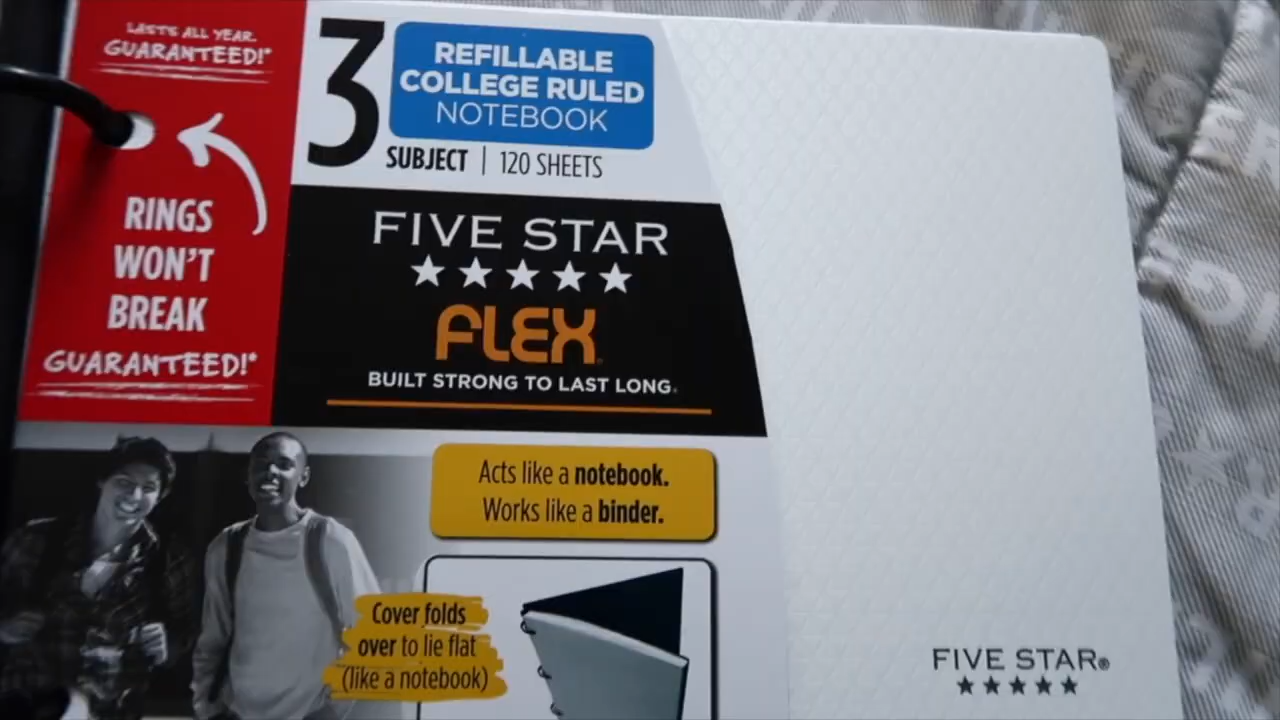 LASTS ALL YEAR.
GUARANTEED!*
RINGS
WON'T
BREAK
GUARANTEED!*
3
REFILLABLE
COLLEGE RULED
NOTEBOOK
SUBJECT | 120 SHEETS
FIVE STAR
FLEX
BUILT STRONG TO LAST LONG.
Acts like a notebook.
Works like a binder.
Cover folds
over to lie flat
(like a notebook)
FIVE STAR®